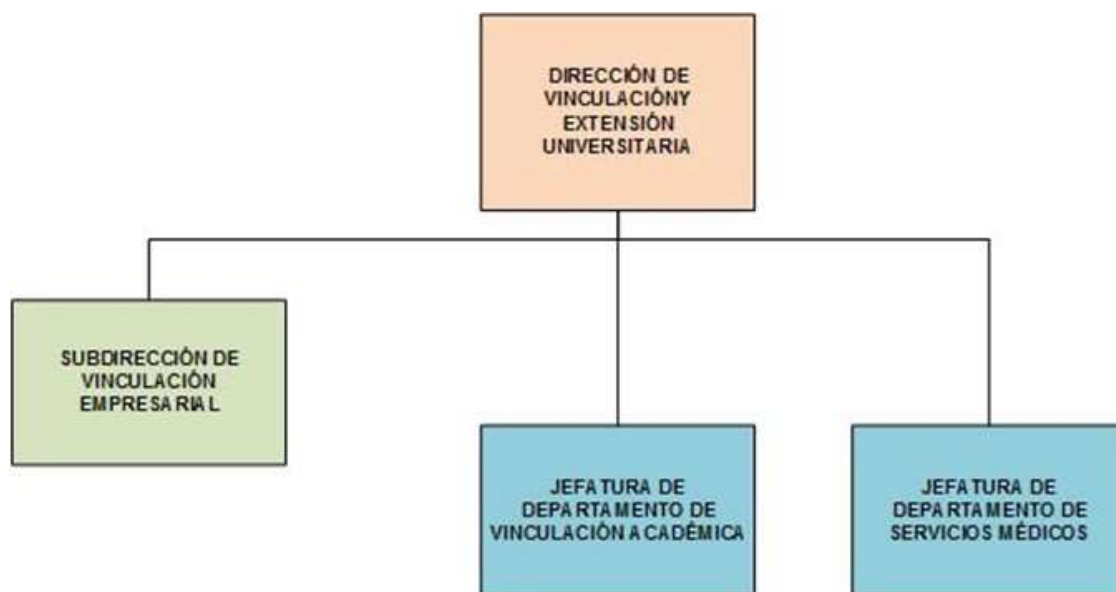 DIRECCIÓN DE
VINCULACIÓNY
EXTENSIÓN
UNIVERSITARIA
SUBDIRECCIÓN DE
VINCULACIÓN
EMPRESARIAL
JEFATURA DE
DEPARTAMENTO DE
VINCULACIÓN ACADÉMICA
JEFATURA DE
DEPARTAMENTO DE
SERVICIOS MÉDICOS